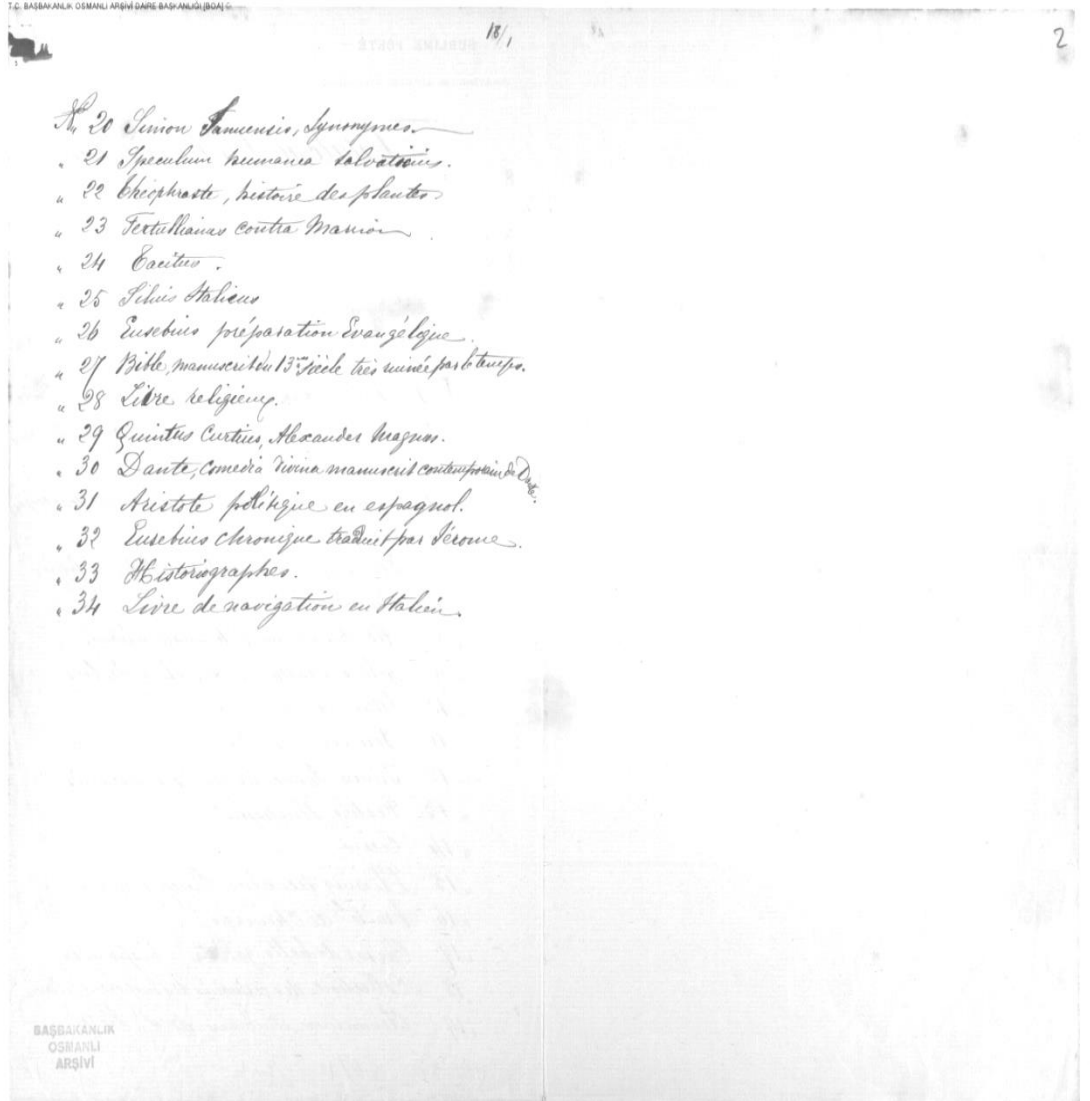 T.C. BAŞBAKANLIK OSMANLI ARŞİVİ DAİRE BAŞKANLIĞI [BOA] G
18/1
2
No 20 Simon Januensis, Synonymes
" 21 Speculum humanea salvationis.
" 22 Théophraste, histoire des plantes
" 23 Tertullianus contra Marcion
" 24 Tacitus.
" 25 Silius Italicus
" 26 Eusebius préparation Evangélique.
" 27 Bible, manuscrit du 13me siècle très ruinée par le temps.
" 28 Livre religieux.
" 29 Quintus Curtius, Alexander Magnus.
" 30 Dante, comedia Divina manuscrit contemporain de Dante.
" 31 Aristote politique en espagnol.
" 32 Eusebius chronique traduit par Jérome.
" 33 Historiographes.
" 34 Livre de navigation en Italien.
BAŞBAKANLIK
OSMANLI
ARŞİVİ